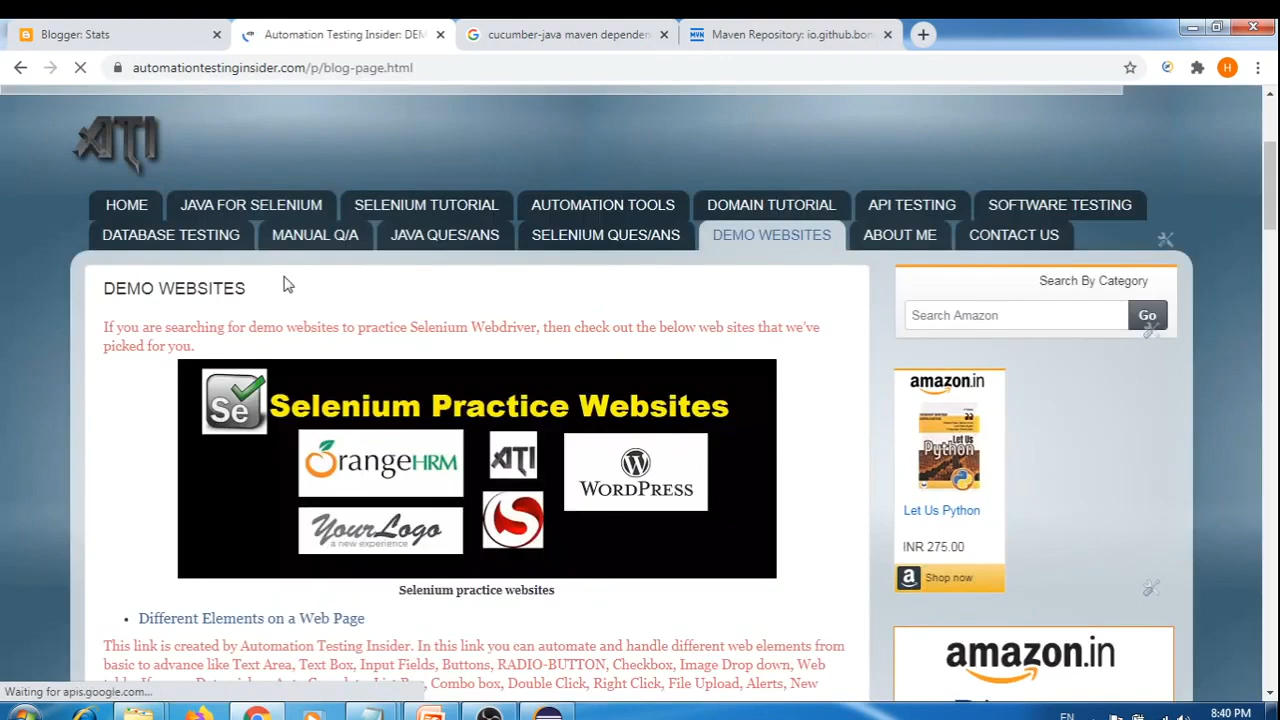 Blogger: Stats
Automation Testing Insider: DEM
cucumber-java maven dependen
Maven Repository: io.github.bon
automationtestinginsider.com/p/blog-page.html
H
ATI
HOME
JAVA FOR SELENIUM
SELENIUM TUTORIAL
AUTOMATION TOOLS
DOMAIN TUTORIAL
API TESTING
SOFTWARE TESTING
DATABASE TESTING
MANUAL Q/A
JAVA QUES/ANS
SELENIUM QUES/ANS
DEMO WEBSITES
ABOUT ME
CONTACT US
DEMO WEBSITES
If you are searching for demo websites to practice Selenium Webdriver, then check out the below web sites that we've
picked for you.
Se
Selenium Practice Websites
OrangeHRM
ATI
WORDPRESS
YourLogo
a new experience
S
Selenium practice websites
Different Elements on a Web Page
This link is created by Automation Testing Insider. In this link you can automate and handle different web elements from
basic to advance like Text Area, Text Box, Input Fields, Buttons, RADIO-BUTTON, Checkbox, Image Drop down, Web
Combo box, Double Click, Right Click, File Upload, Alerts, New
Search By Category
Search Amazon
Go
amazon.in
Let Us
Python
Let Us Python
INR 275.00
a
Shop now
amazon.in
Waiting for apis.google.com...
EN
8:40 PM